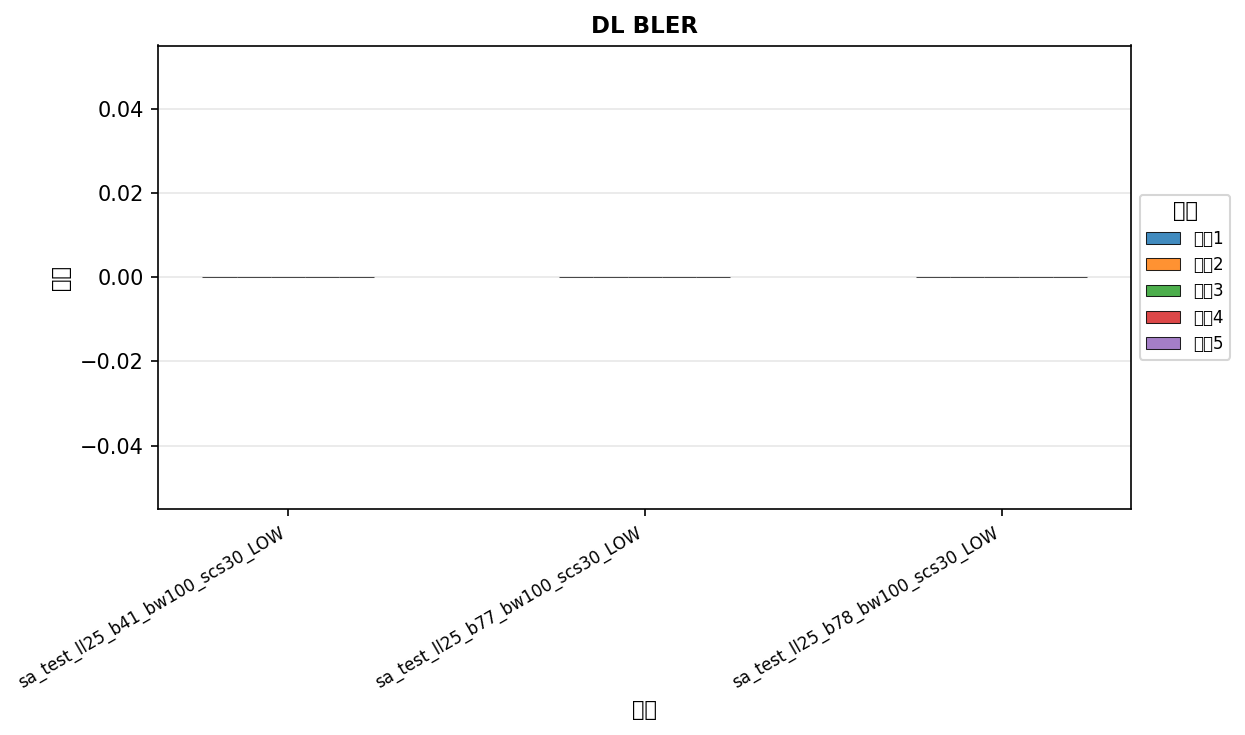 DL BLER
0.04
0.02
0.00
−0.02
−0.04
1
2
3
4
5
sa_test_ll25_b41_bw100_scs30_LOW
sa_test_ll25_b77_bw100_scs30_LOW
sa_test_ll25_b78_bw100_scs30_LOW